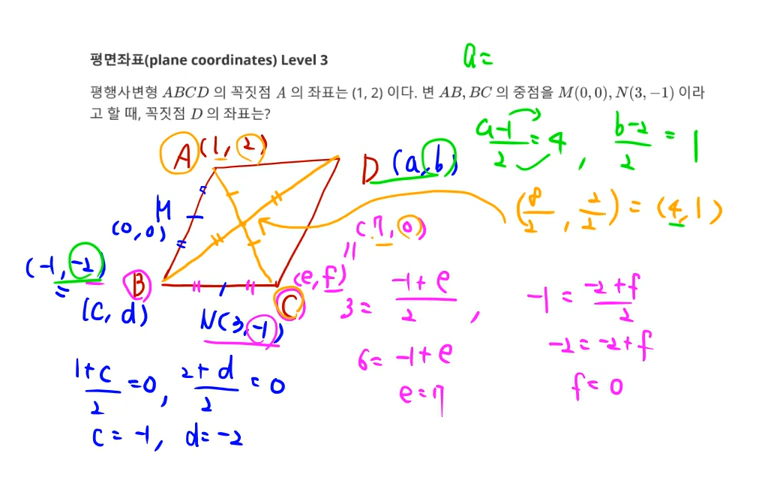 a=
평면좌표(plane coordinates) Level 3
평행사변형 ABCD 의 꼭짓점 A 의 좌표는 (1, 2) 이다. 변 AB, BC 의 중점을 M(0, 0), N(3, −1) 이라
고 할 때, 꼭짓점 D 의 좌표는?
a-1/2=4, b-2/2=1
A(1, 2)
D(a, b)
(8/2, 2/2)=(4, 1)
M
(0, 0)
(7, 0)
=
(-1, -2)
B
(e, f)
C
(c, d)
N(3, -1)
3=-1+e/2, -1=-2+f/2
6=-1+e
-2=-2+f
e=7
f=0
1+c/2=0, 2+d/2=0
c=-1, d=-2